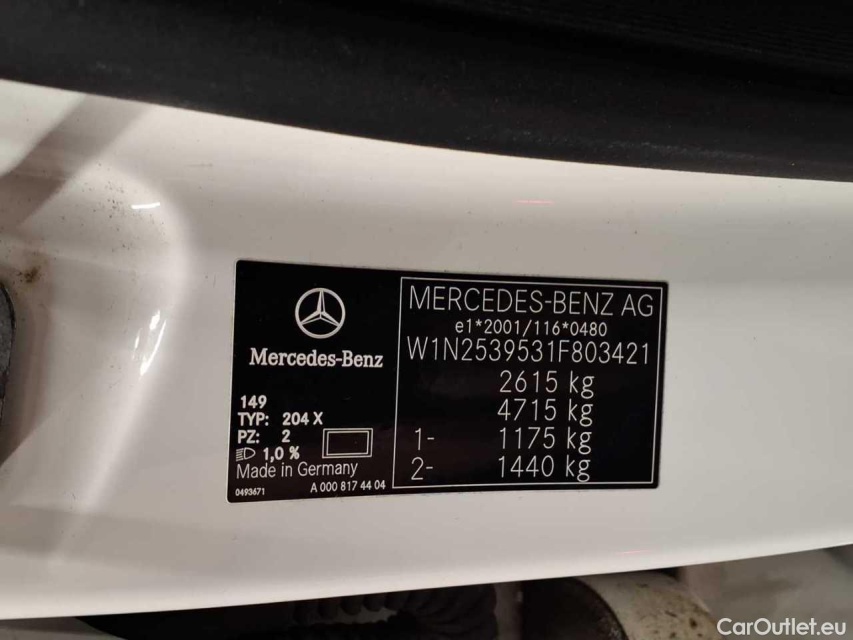 Mercedes-Benz
149
TYP: 204 X
PZ: 2
1,0 %
Made in Germany
0493671 A 000 817 44 04
MERCEDES-BENZ AG
e1*2001/116*0480
W1N2539531F803421
2615 kg
4715 kg
1- 1175 kg
2- 1440 kg
CarOutlet.eu